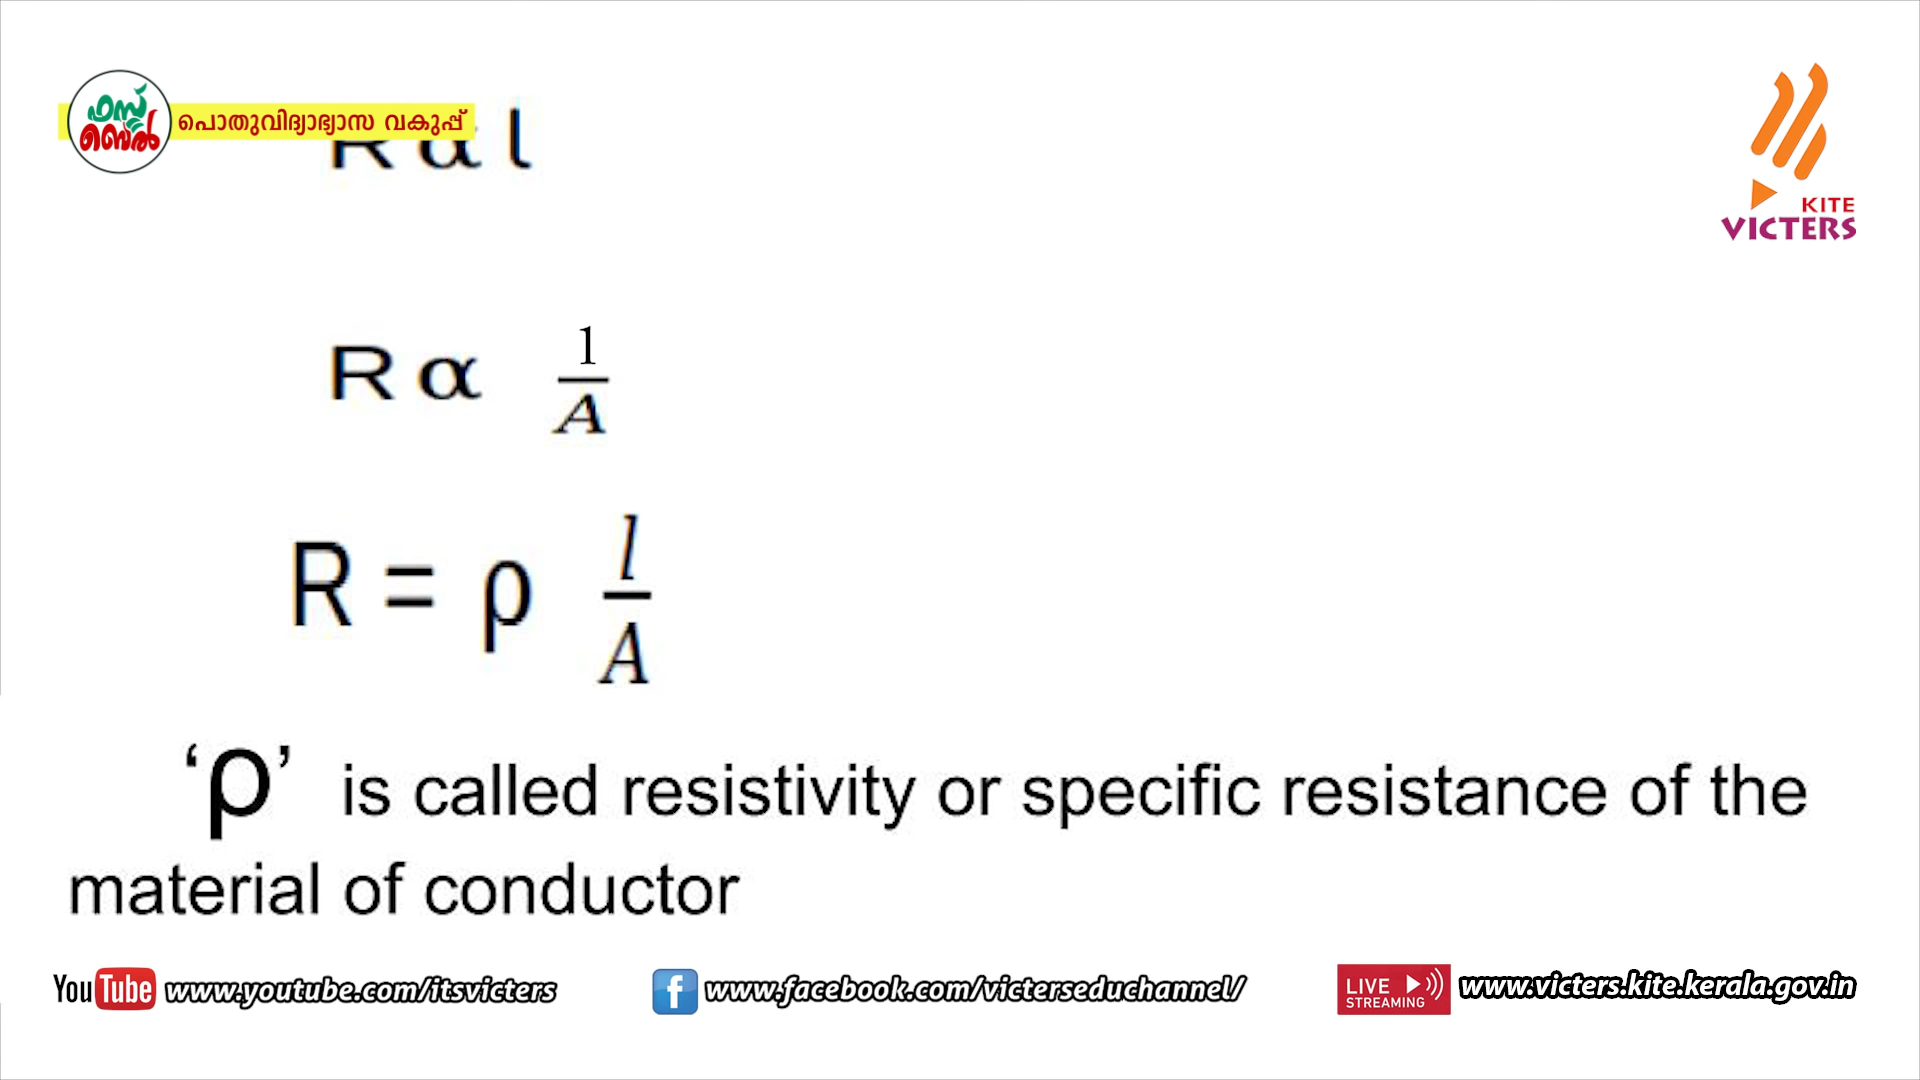 ഫസ്റ്റ്
ബെൽ
പൊതുവിദ്യാഭ്യാസ വകുപ്പ്
R α l
KITE
VICTERS
R α 1/A
R = ρ l/A
‘ρ’ is called resistivity or specific resistance of the
material of conductor
YouTube www.youtube.com/itsvicters
f www.facebook.com/victerseduchannel/
LIVE STREAMING www.victers.kite.kerala.gov.in